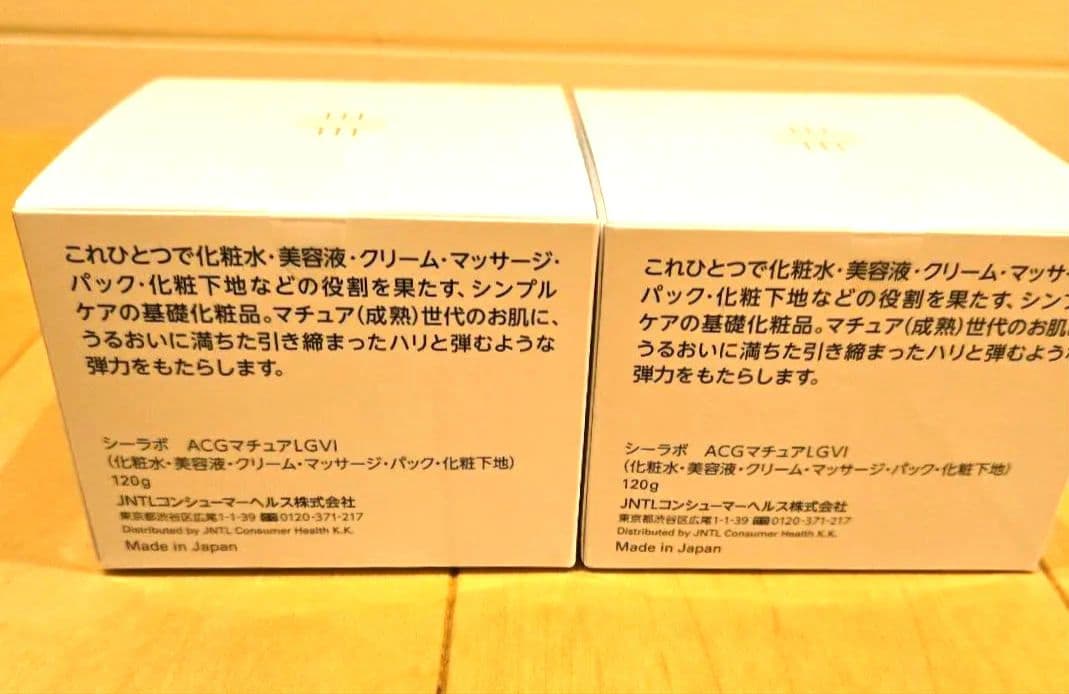 これひとつで化粧水・美容液・クリーム・マッサージ・
パック・化粧下地などの役割を果たす、シンプル
ケアの基礎化粧品。マチュア(成熟)世代のお肌に、
うるおいに満ちた引き締まったハリと弾むような
弾力をもたらします。
シーラボ ACGマチュアLGVI
(化粧水・美容液・クリーム・マッサージ・パック・化粧下地)
120g
JNTLコンシューマーヘルス株式会社
東京都渋谷区広尾1-1-39 0120-371-217
Distributed by JNTL Consumer Health K.K.
Made in Japan
これひとつで化粧水・美容液・クリーム・マッサ
パック・化粧下地などの役割を果たす、シン
ケアの基礎化粧品。マチュア(成熟)世代のお肌
うるおいに満ちた引き締まったハリと弾むよう
弾力をもたらします。
シーラボ ACGマチュアLGVI
(化粧水・美容液・クリーム・マッサージ・パック・化粧下地)
120g
JNTLコンシューマーヘルス株式会社
東京都渋谷区広尾1-1-39 0120-371-217
Distributed by JNTL Consumer Health K.K.
Made in Japan